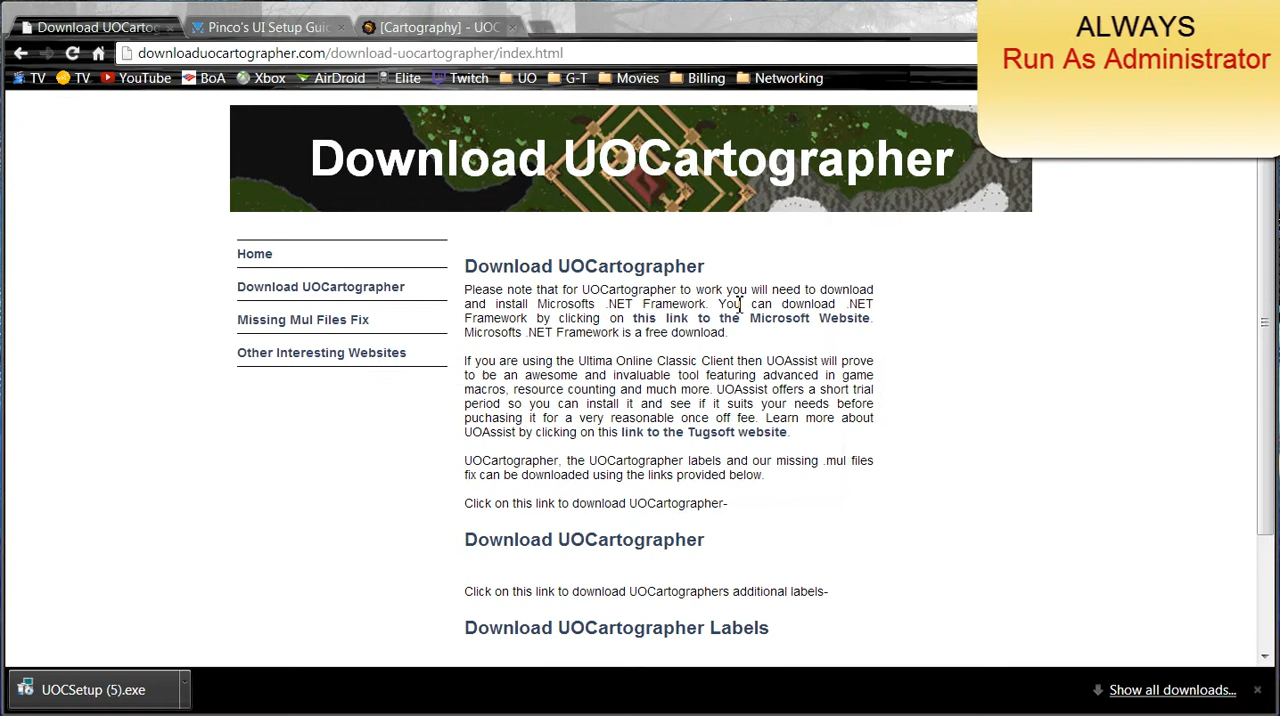 Download UOCartog
Pinco's UI Setup Guid
[Cartography] - UOC
ALWAYS
Run As Administrator
downloaduocartographer.com/download-uocartographer/index.html
TV TV YouTube BoA Xbox AirDroid Elite Twitch UO G-T Movies Billing Networking
Download UOCartographer
Home
Download UOCartographer
Missing Mul Files Fix
Other Interesting Websites
Download UOCartographer
Please note that for UOCartographer to work you will need to download
and install Microsofts .NET Framework. You can download .NET
Framework by clicking on this link to the Microsoft Website.
Microsofts .NET Framework is a free download.
If you are using the Ultima Online Classic Client then UOAssist will prove
to be an awesome and invaluable tool featuring advanced in game
macros, resource counting and much more. UOAssist offers a short trial
period so you can install it and see if it suits your needs before
puchasing it for a very reasonable once off fee. Learn more about
UOAssist by clicking on this link to the Tugsoft website.
UOCartographer, the UOCartographer labels and our missing .mul files
fix can be downloaded using the links provided below.
Click on this link to download UOCartographer-
Download UOCartographer
Click on this link to download UOCartographers additional labels-
Download UOCartographer Labels
UOCSetup (5).exe
Show all downloads...